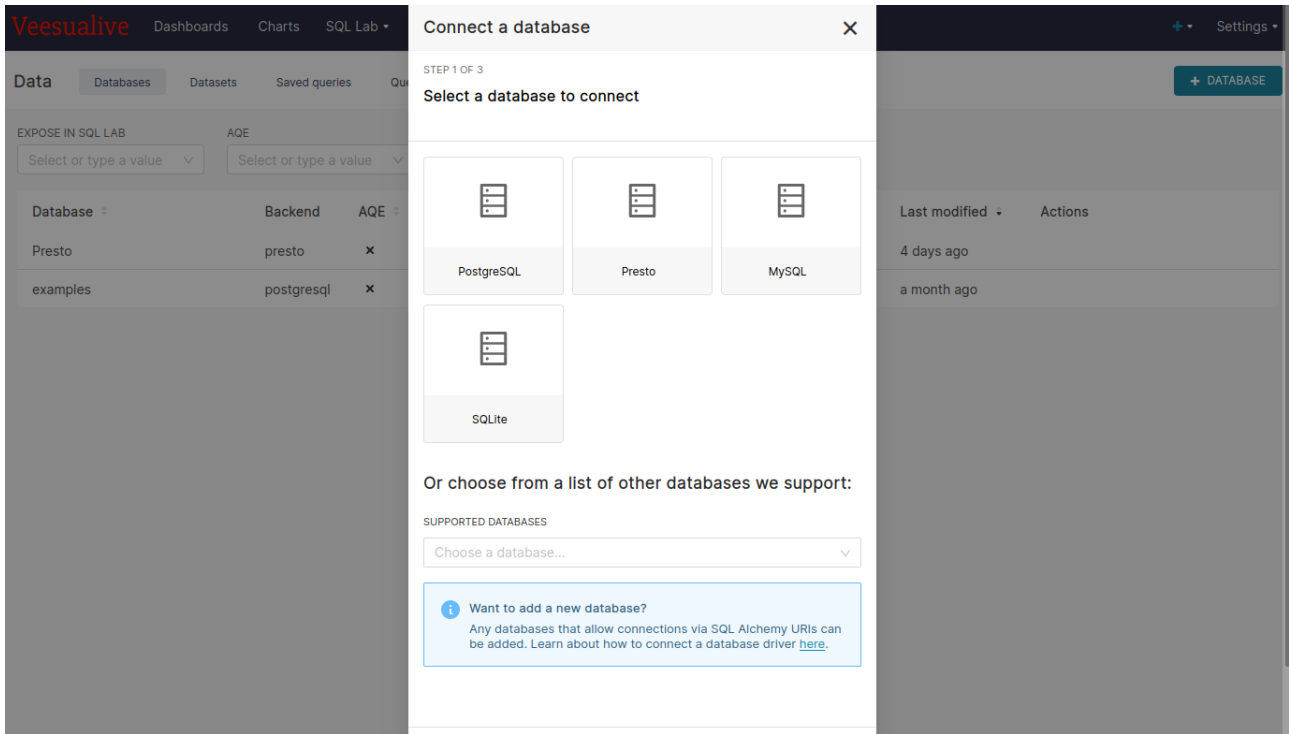 Veesualive Dashboards Charts SQL Lab Settings
Data Databases Datasets Saved queries
+ DATABASE
EXPOSE IN SQL LAB AQE
Select or type a value Select or type a value
Database Backend AQE Last modified Actions
Presto presto 4 days ago
examples postgresql a month ago
Connect a database
STEP 1 OF 3
Select a database to connect
PostgreSQL Presto MySQL
SQLite
Or choose from a list of other databases we support:
SUPPORTED DATABASES
Choose a database...
Want to add a new database?
Any databases that allow connections via SQL Alchemy URIs can
be added. Learn about how to connect a database driver here.